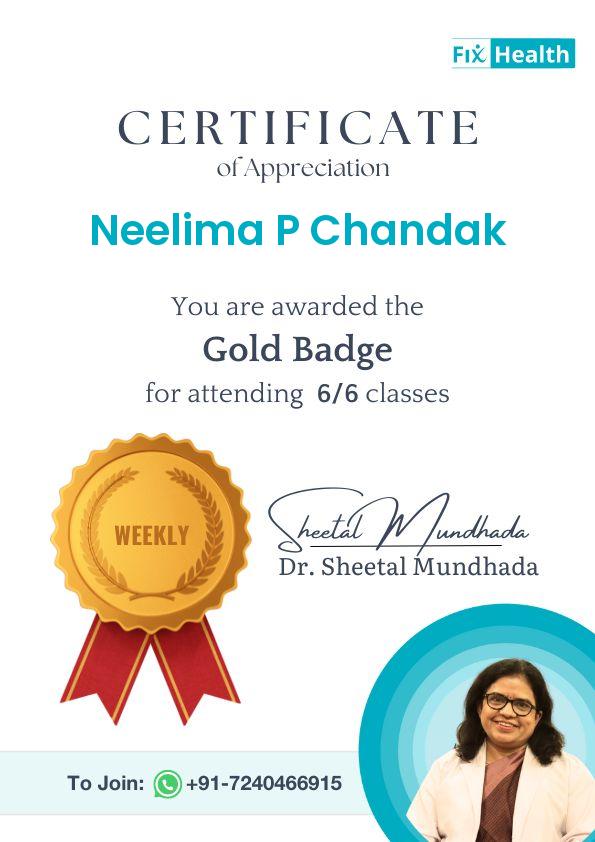 Fix Health
CERTIFICATE
of Appreciation
Neelima P Chandak
You are awarded the
Gold Badge
for attending 6/6 classes
WEEKLY
Sheetal Mundhada
Dr. Sheetal Mundhada
To Join: +91-7240466915